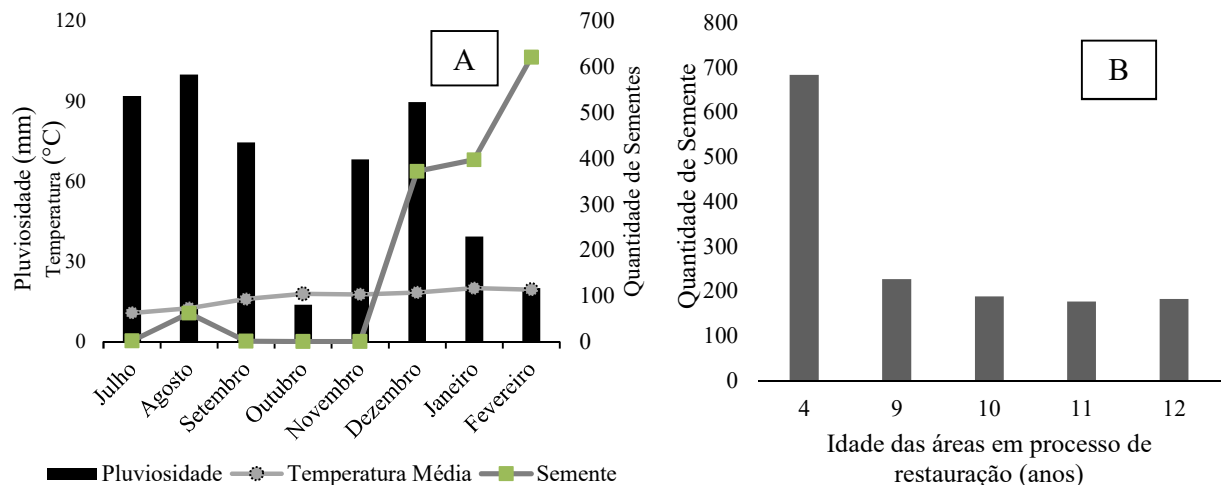 A
120
90
60
30
0
Pluviosidade (mm)
Temperatura (°C)
700
600
500
400
300
200
100
0
Quantidade de Sementes
Julho
Agosto
Setembro
Outubro
Novembro
Dezembro
Janeiro
Fevereiro
Pluviosidade
Temperatura Média
Semente
B
800
700
600
500
400
300
200
100
0
Quantidade de Semente
4
9
10
11
12
Idade das áreas em processo de
restauração (anos)